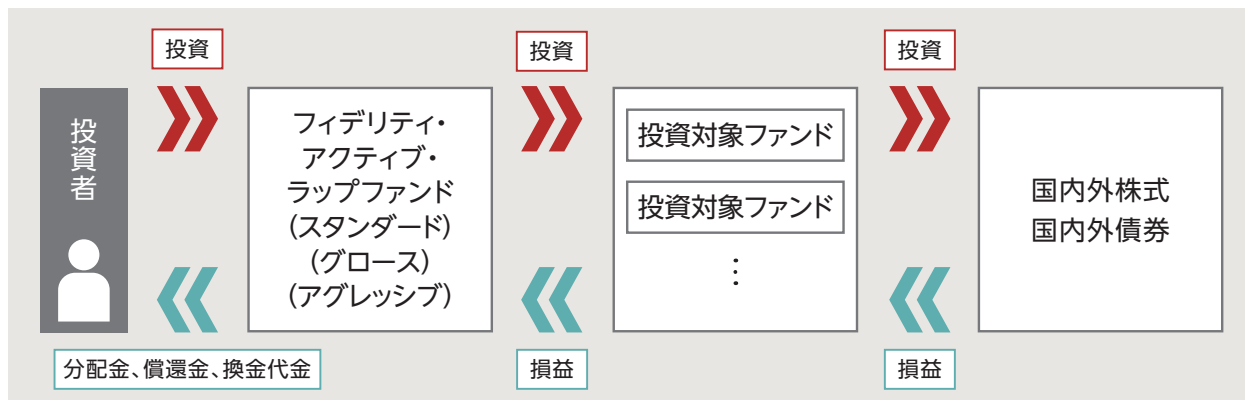 投資
投資
投資
投資者
フィデリティ・
アクティブ・
ラップファンド
(スタンダード)
(グロース)
(アグレッシブ)
投資対象ファンド
投資対象ファンド
⋮
国内外株式
国内外債券
分配金、償還金、換金代金
損益
損益